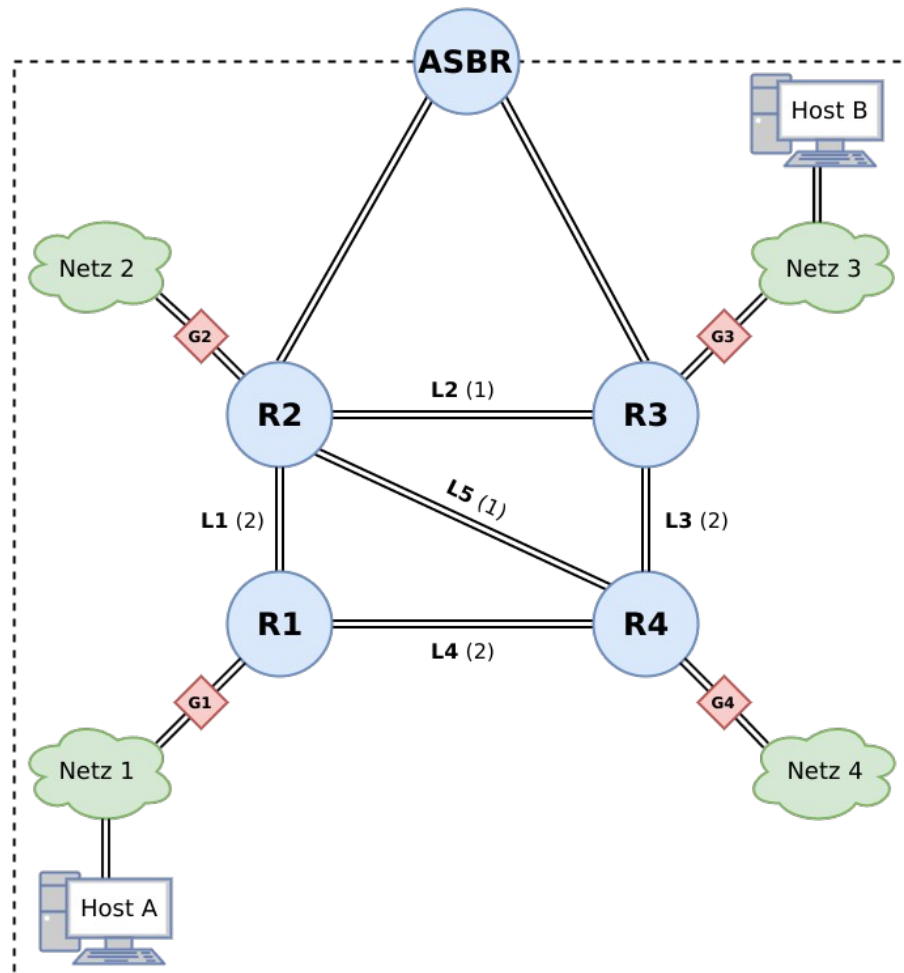 ASBR
Host B
Netz 2
Netz 3
G2
G3
L2 (1)
R2
R3
L5 (1)
L1 (2)
L3 (2)
R1
R4
L4 (2)
G1
G4
Netz 1
Netz 4
Host A